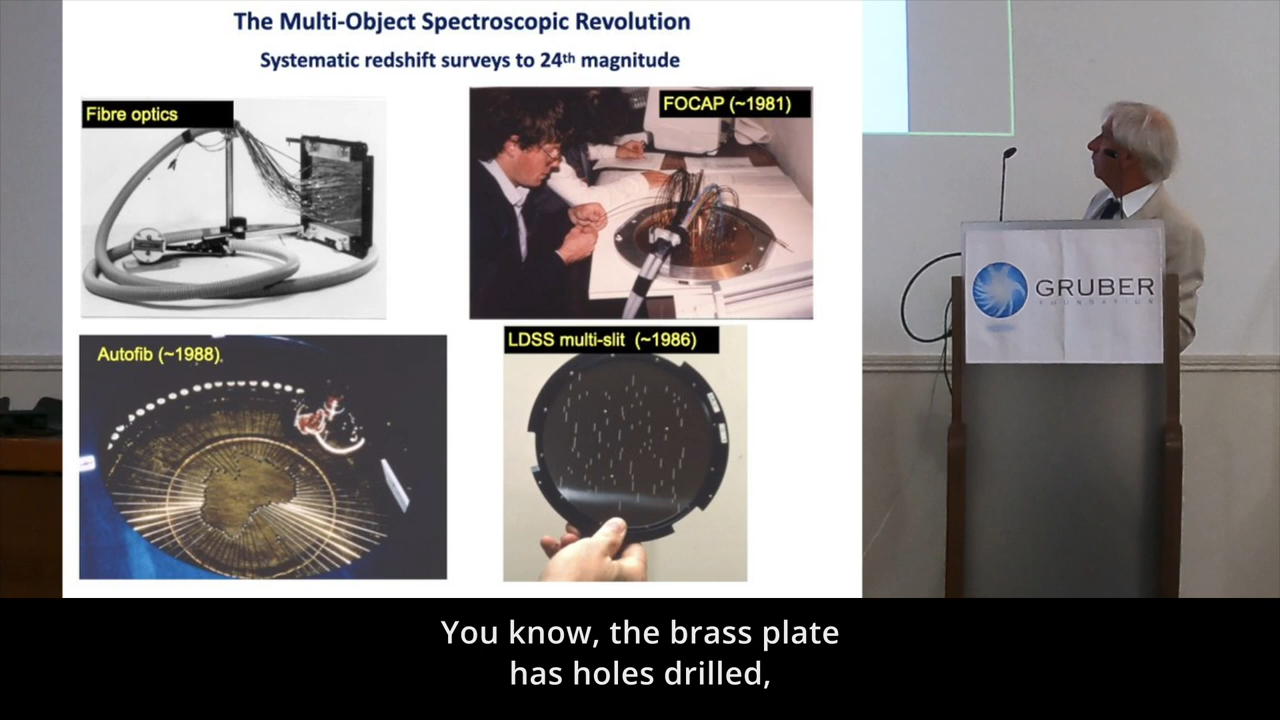 The Multi-Object Spectroscopic Revolution
Systematic redshift surveys to 24th magnitude
Fibre optics
FOCAP (~1981)
Autofib (~1988).
LDSS multi-slit (~1986)
GRUBER
FOUNDATION
You know, the brass plate
has holes drilled,